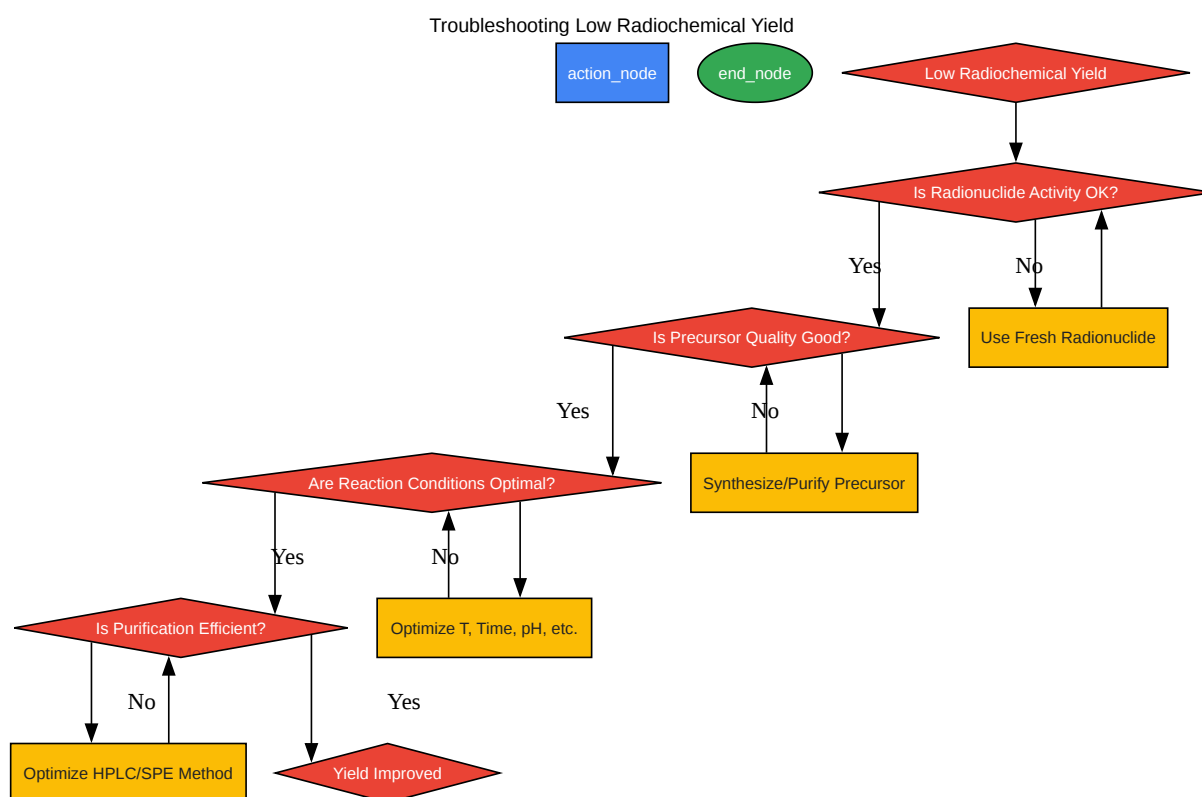 Troubleshooting Low Radiochemical Yield
action_node
end_node
Low Radiochemical Yield
Is Radionuclide Activity OK?
Yes
No
Is Precursor Quality Good?
Use Fresh Radionuclide
Yes
No
Are Reaction Conditions Optimal?
Synthesize/Purify Precursor
Yes
No
Is Purification Efficient?
Optimize T, Time, pH, etc.
No
Yes
Optimize HPLC/SPE Method
Yield Improved